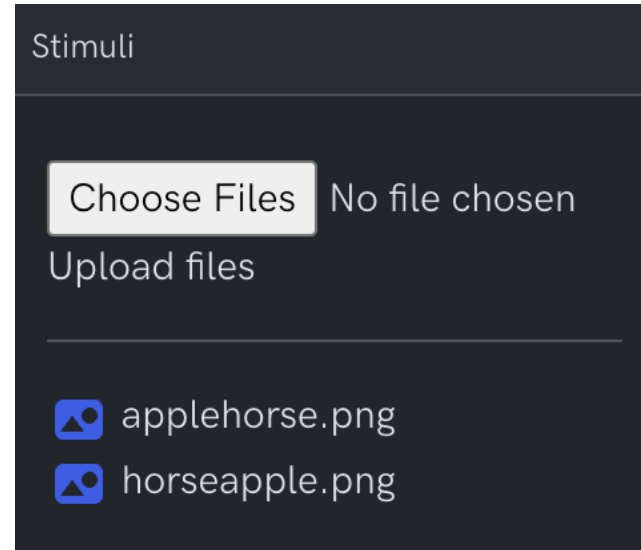 Stimuli
Choose Files No file chosen
Upload files
applehorse.png
horseapple.png